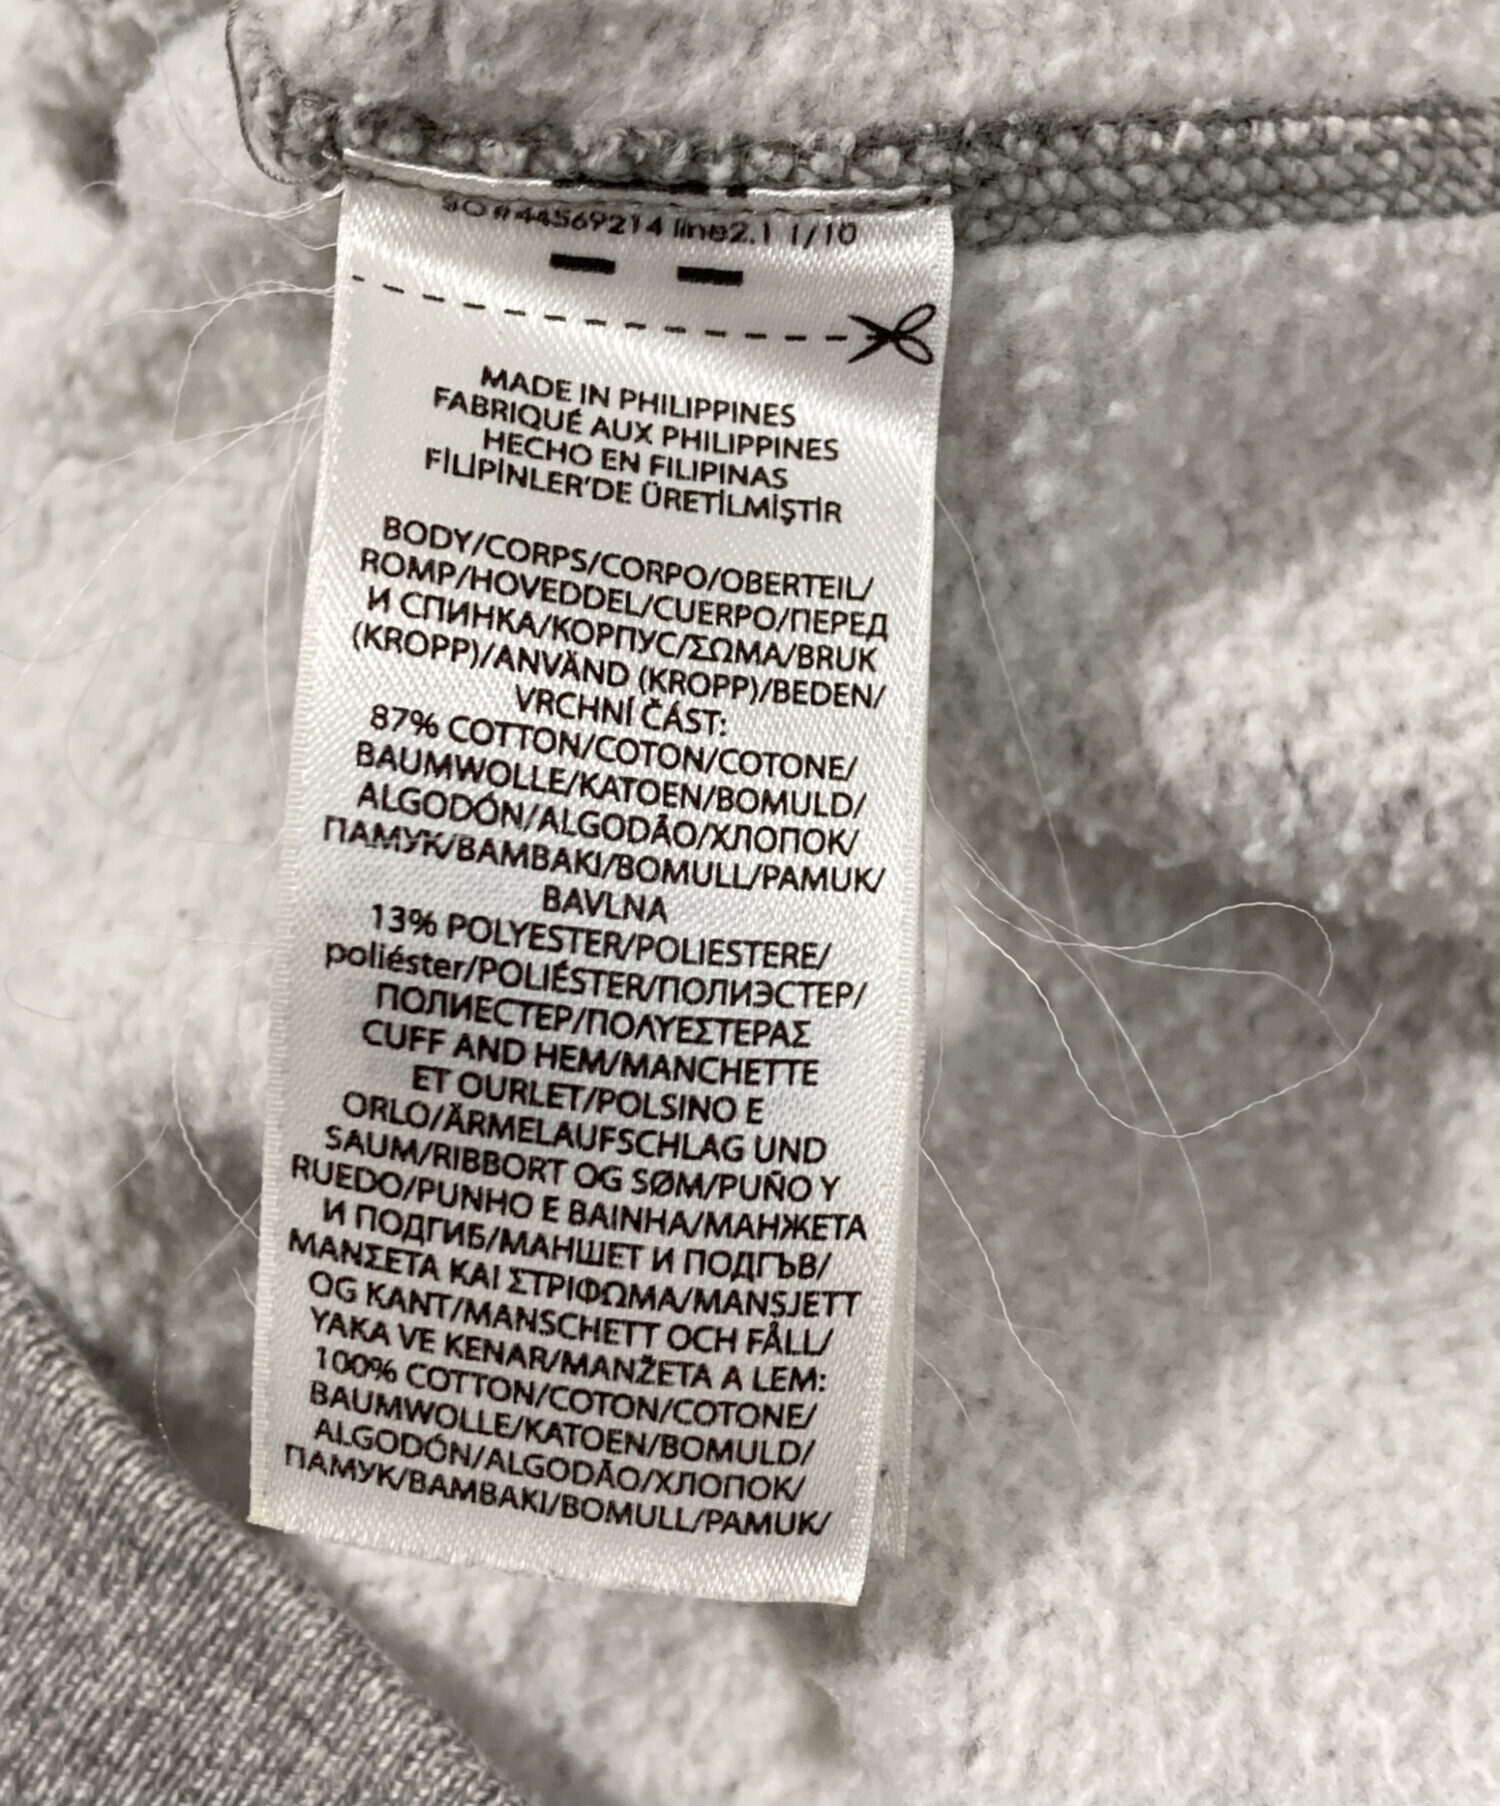 SO#44569214 line2.1 1/10
MADE IN PHILIPPINES
FABRIQUÉ AUX PHILIPPINES
HECHO EN FILIPINAS
FİLİPİNLER'DE ÜRETİLMİŞTİR
BODY/CORPS/CORPO/OBERTEIL/
ROMP/HOVEDDEL/CUERPO/ПЕРЕД
И СПИНКА/КОРПУС/ΣΩΜΑ/BRUK
(KROPP)/ANVÄND (KROPP)/BEDEN/
VRCHNÍ ČÁST:
87% COTTON/COTON/COTONE/
BAUMWOLLE/KATOEN/BOMULD/
ALGODÓN/ALGODÃO/ХЛОПОК/
ПАМУК/BAMBAKI/BOMULL/PAMUK/
BAVLNA
13% POLYESTER/POLIESTERE/
poliéster/POLIÉSTER/ПОЛИЭСТЕР/
ПОЛИЕСТЕР/ΠΟΛΥΕΣΤΕΡΑΣ
CUFF AND HEM/MANCHETTE
ET OURLET/POLSINO E
ORLO/ÄRMELAUFSCHLAG UND
SAUM/RIBBORT OG SØM/PUÑO Y
RUEDO/PUNHO E BAINHA/МАНЖЕТА
И ПОДГИБ/МАНШЕТ И ПОДГЪВ/
ΜΑΝΣΕΤΑ ΚΑΙ ΣΤΡΙΦΩΜΑ/MANSJETT
OG KANT/MANSCHETT OCH FÅLL/
YAKA VE KENAR/MANŽETA A LEM:
100% COTTON/COTON/COTONE/
BAUMWOLLE/KATOEN/BOMULD/
ALGODÓN/ALGODÃO/ХЛОПОК/
ПАМУК/BAMBAKI/BOMULL/PAMUK/